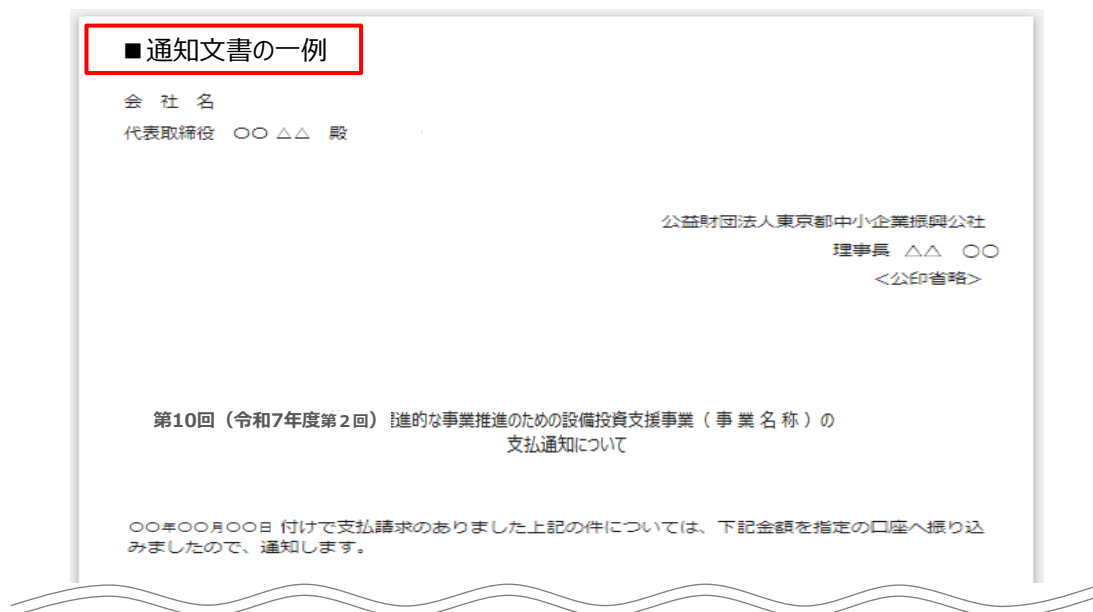 ■通知文書の一例
会 社 名
代表取締役 〇〇 △△ 殿
公益財団法人東京都中小企業振興公社
理事長 △△ 〇〇
<公印省略>
第10回（令和7年度第２回）進的な事業推進のための設備投資支援事業（ 事 業 名 称 ）の
支払通知について
〇〇年〇〇月〇〇日 付けで支払請求のありました上記の件については、下記金額を指定の口座へ振り込
みましたので、通知します。